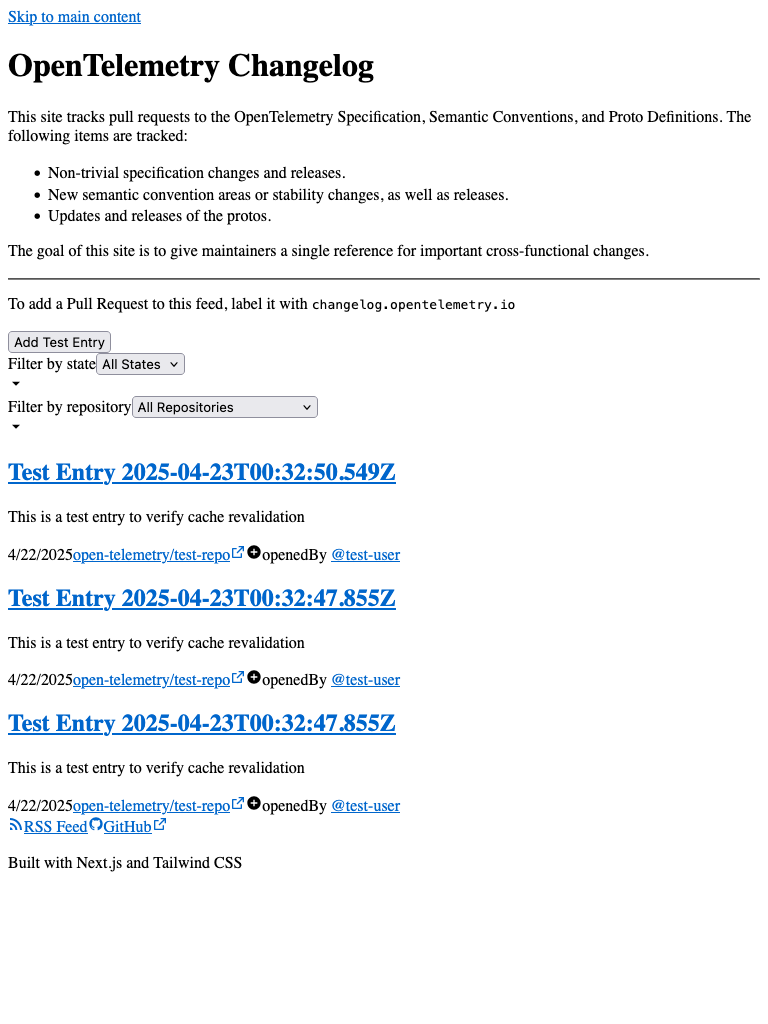 Skip to main content
OpenTelemetry Changelog
This site tracks pull requests to the OpenTelemetry Specification, Semantic Conventions, and Proto Definitions. The
following items are tracked:
Non-trivial specification changes and releases.
New semantic convention areas or stability changes, as well as releases.
Updates and releases of the protos.
The goal of this site is to give maintainers a single reference for important cross-functional changes.
To add a Pull Request to this feed, label it with changelog.opentelemetry.io
Add Test Entry
Filter by state All States
Filter by repository All Repositories
Test Entry 2025-04-23T00:32:50.549Z
This is a test entry to verify cache revalidation
4/22/2025open-telemetry/test-repo openedBy @test-user
Test Entry 2025-04-23T00:32:47.855Z
This is a test entry to verify cache revalidation
4/22/2025open-telemetry/test-repo openedBy @test-user
Test Entry 2025-04-23T00:32:47.855Z
This is a test entry to verify cache revalidation
4/22/2025open-telemetry/test-repo openedBy @test-user
RSS Feed GitHub
Built with Next.js and Tailwind CSS